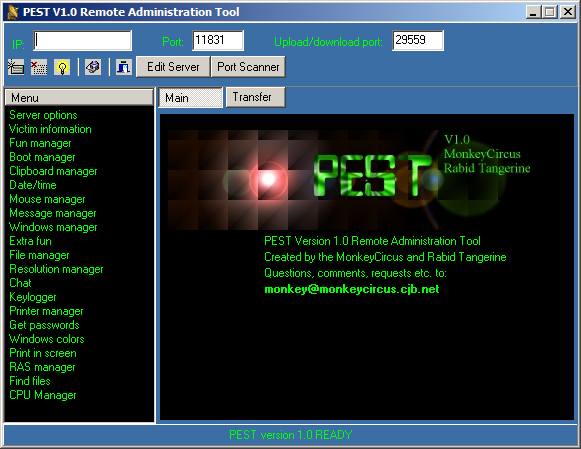 PEST V1.0 Remote Administration Tool
IP:
Port: 11831
Upload/download port: 29559
Edit Server
Port Scanner
Menu
Server options
Victim information
Fun manager
Boot manager
Clipboard manager
Date/time
Mouse manager
Message manager
Windows manager
Extra fun
File manager
Resolution manager
Chat
Keylogger
Printer manager
Get passwords
Windows colors
Print in screen
RAS manager
Find files
CPU Manager
Main
Transfer
PEST
V1.0
MonkeyCircus
Rabid Tangerine
PEST Version 1.0 Remote Administration Tool
Created by the MonkeyCircus and Rabid Tangerine
Questions, comments, requests etc. to:
monkey@monkeycircus.cjb.net
PEST version 1.0 READY